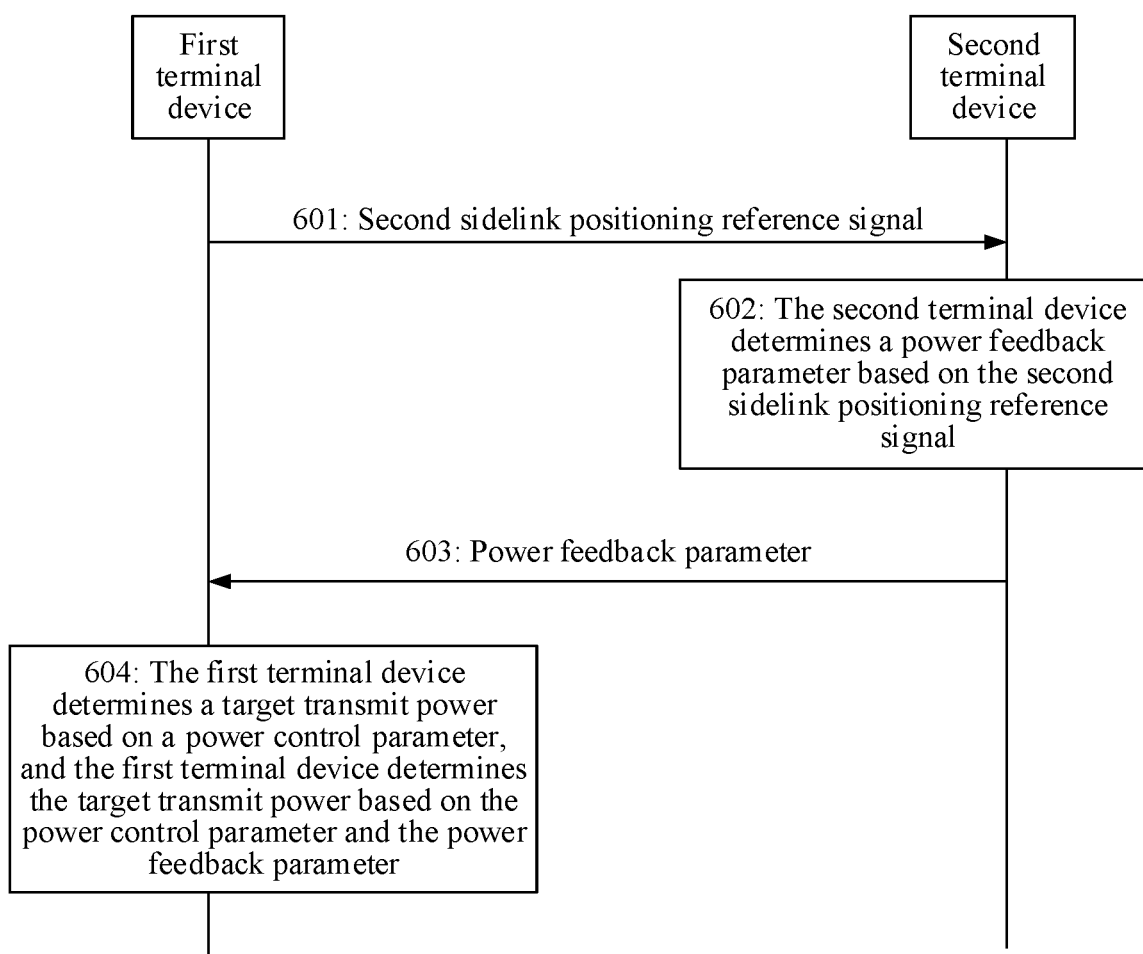 First
terminal
device
Second
terminal
device
601: Second sidelink positioning reference signal
602: The second terminal device
determines a power feedback
parameter based on the second
sidelink positioning reference
signal
603: Power feedback parameter
604: The first terminal device
determines a target transmit power
based on a power control parameter,
and the first terminal device determines
the target transmit power based on the
power control parameter and the power
feedback parameter